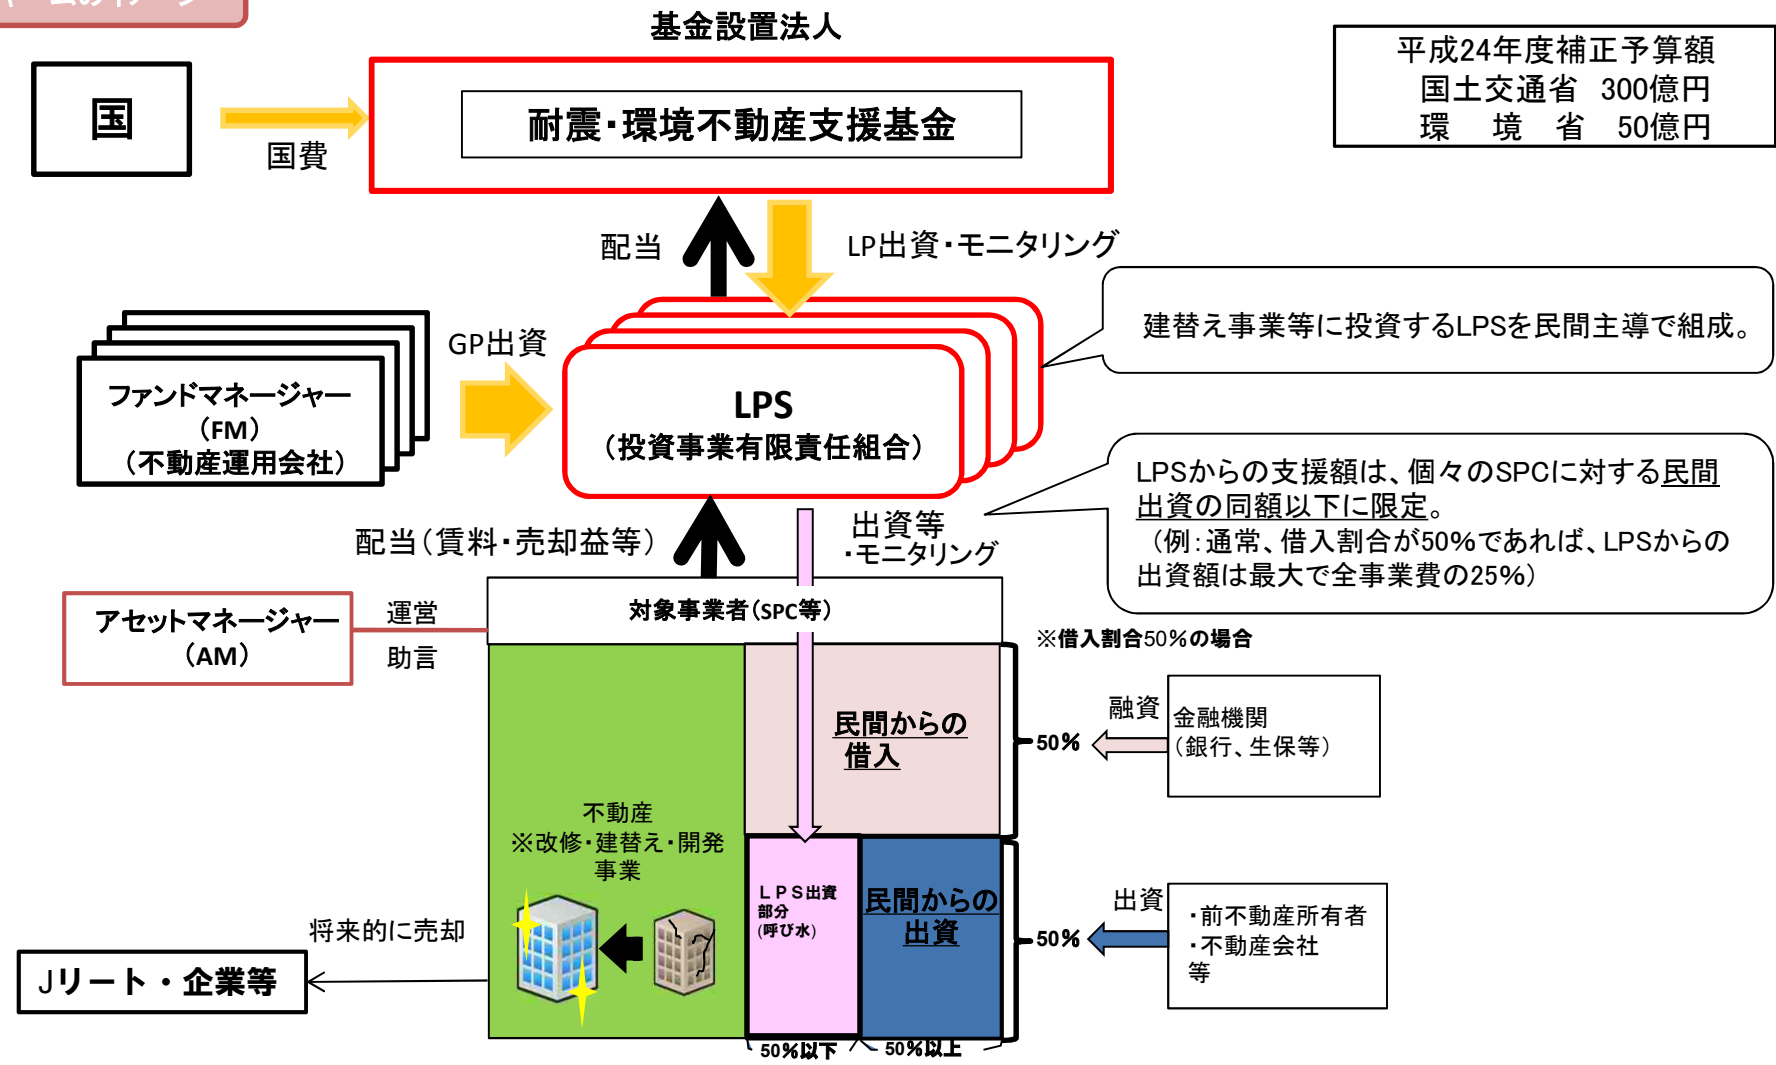 基金設置法人
国
国費
耐震・環境不動産支援基金
平成24年度補正予算額
国土交通省 300億円
環 境 省 50億円
配当
LP出資・モニタリング
建替え事業等に投資するLPSを民間主導で組成。
GP出資
ファンドマネージャー
（FM）
（不動産運用会社）
LPS
（投資事業有限責任組合）
LPSからの支援額は、個々のSPCに対する民間
出資の同額以下に限定。
（例：通常、借入割合が50％であれば、LPSからの
出資額は最大で全事業費の25％）
配当（賃料・売却益等）
出資等
・モニタリング
アセットマネージャー
（AM）
運営
助言
対象事業者（SPC等）
※借入割合50％の場合
民間からの
借入
50％
融資
金融機関
（銀行、生保等）
不動産
※改修・建替え・開発
事業
ＬＰＳ出資
部分
(呼び水)
民間からの
出資
50％
出資
・前不動産所有者
・不動産会社
等
将来的に売却
Jリート・企業等
50％以下
50％以上